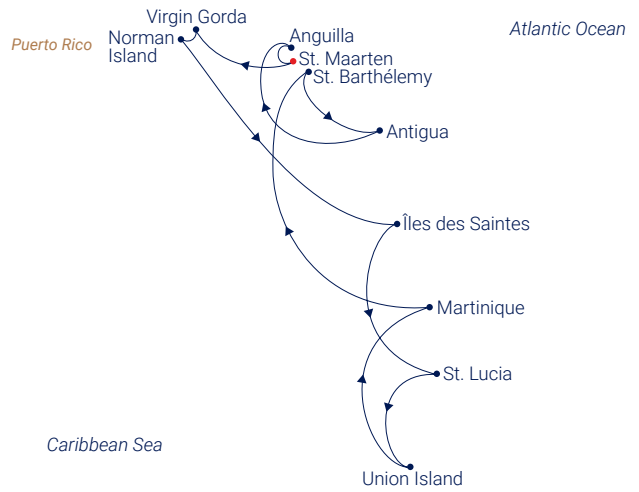 Virgin Gorda
Anguilla
Atlantic Ocean
Puerto Rico
Norman
Island
St. Maarten
St. Barthélemy
Antigua
Îles des Saintes
Martinique
St. Lucia
Caribbean Sea
Union Island